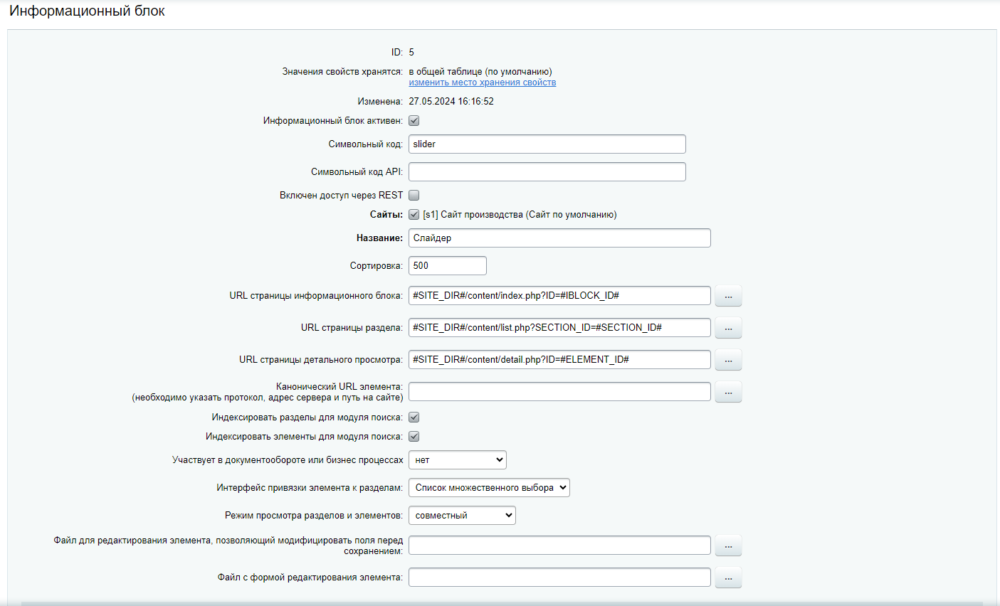 Информационный блок
ID: 5
Значения свойств хранятся: в общей таблице (по умолчанию)
изменить место хранения свойств
Изменена: 27.05.2024 16:16:52
Информационный блок активен:
Символьный код: slider
Символьный код API:
Включен доступ через REST
Сайты: [s1] Сайт производства (Сайт по умолчанию)
Название: Слайдер
Сортировка: 500
URL страницы информационного блока: #SITE_DIR#/content/index.php?ID=#IBLOCK_ID# ...
URL страницы раздела: #SITE_DIR#/content/list.php?SECTION_ID=#SECTION_ID# ...
URL страницы детального просмотра: #SITE_DIR#/content/detail.php?ID=#ELEMENT_ID# ...
Канонический URL элемента:
(необходимо указать протокол, адрес сервера и путь на сайте) ...
Индексировать разделы для модуля поиска:
Индексировать элементы для модуля поиска:
Участвует в документообороте или бизнес процессах нет
Интерфейс привязки элемента к разделам: Список множественного выбора
Режим просмотра разделов и элементов: совместный
Файл для редактирования элемента, позволяющий модифицировать поля перед
сохранением: ...
Файл с формой редактирования элемента: ...